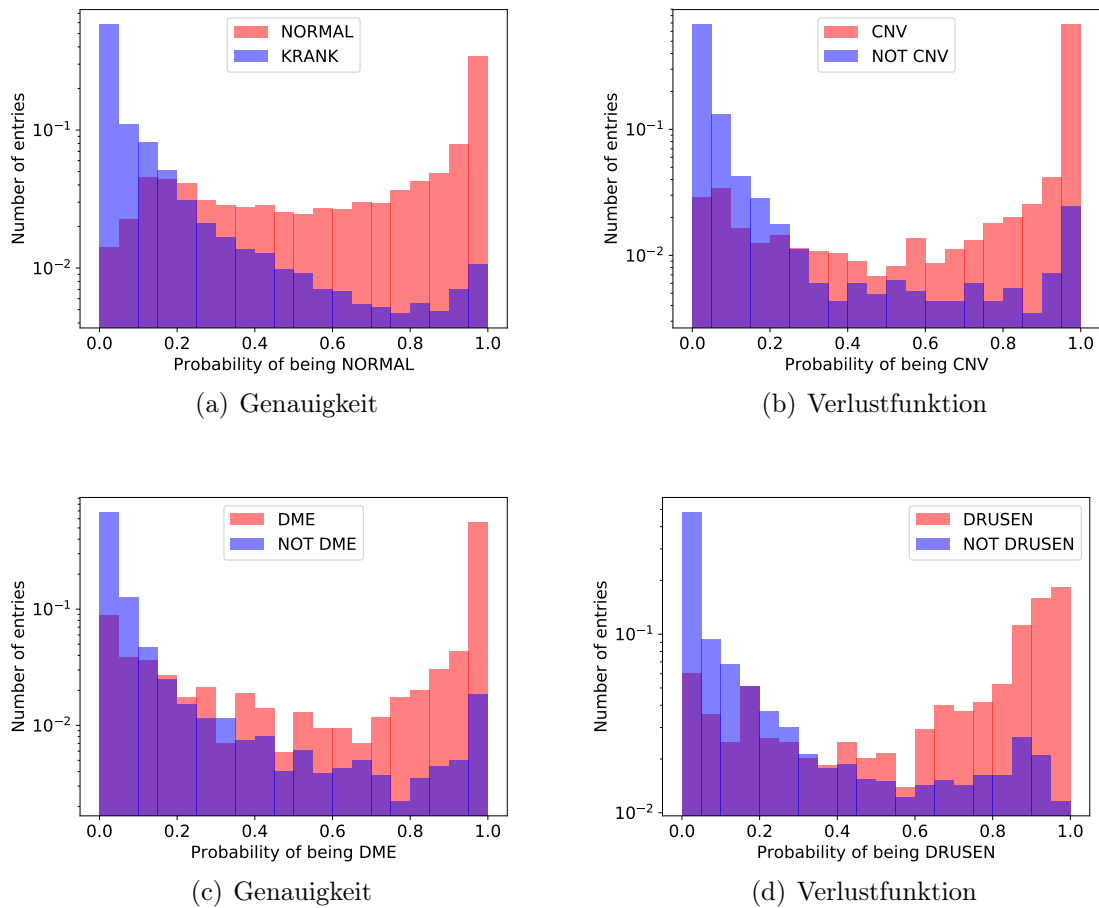 NORMAL
KRANK
Number of entries
10⁻¹
10⁻²
0.0 0.2 0.4 0.6 0.8 1.0
Probability of being NORMAL
(a) Genauigkeit
CNV
NOT CNV
Number of entries
10⁻¹
10⁻²
0.0 0.2 0.4 0.6 0.8 1.0
Probability of being CNV
(b) Verlustfunktion
DME
NOT DME
Number of entries
10⁻¹
10⁻²
0.0 0.2 0.4 0.6 0.8 1.0
Probability of being DME
(c) Genauigkeit
DRUSEN
NOT DRUSEN
Number of entries
10⁻¹
10⁻²
0.0 0.2 0.4 0.6 0.8 1.0
Probability of being DRUSEN
(d) Verlustfunktion